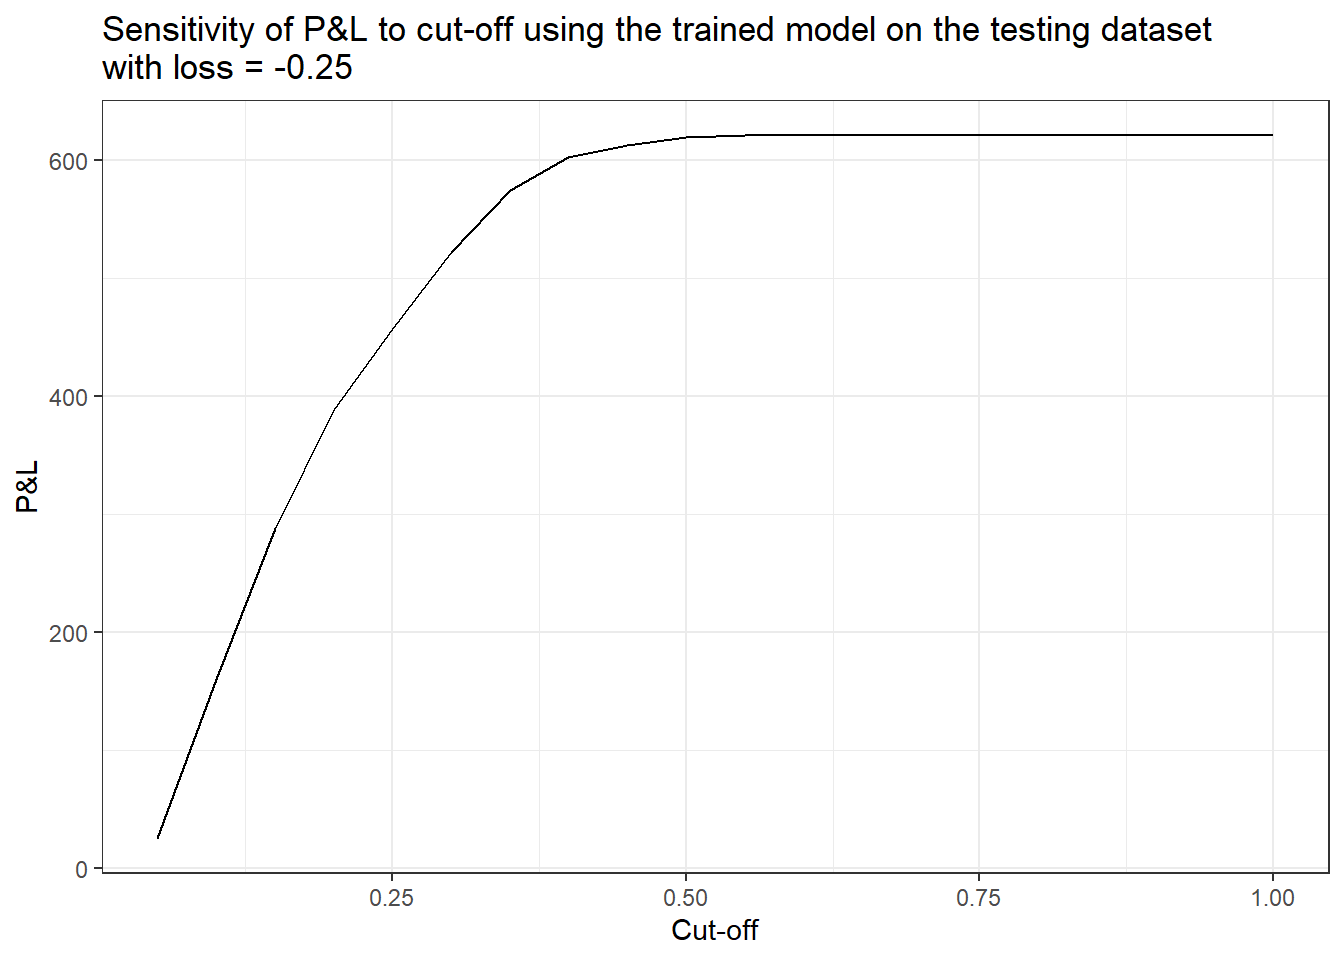 Sensitivity of P&L to cut-off using the trained model on the testing dataset
with loss = -0.25
600
400
200
0
P&L
0.25
0.50
0.75
1.00
Cut-off